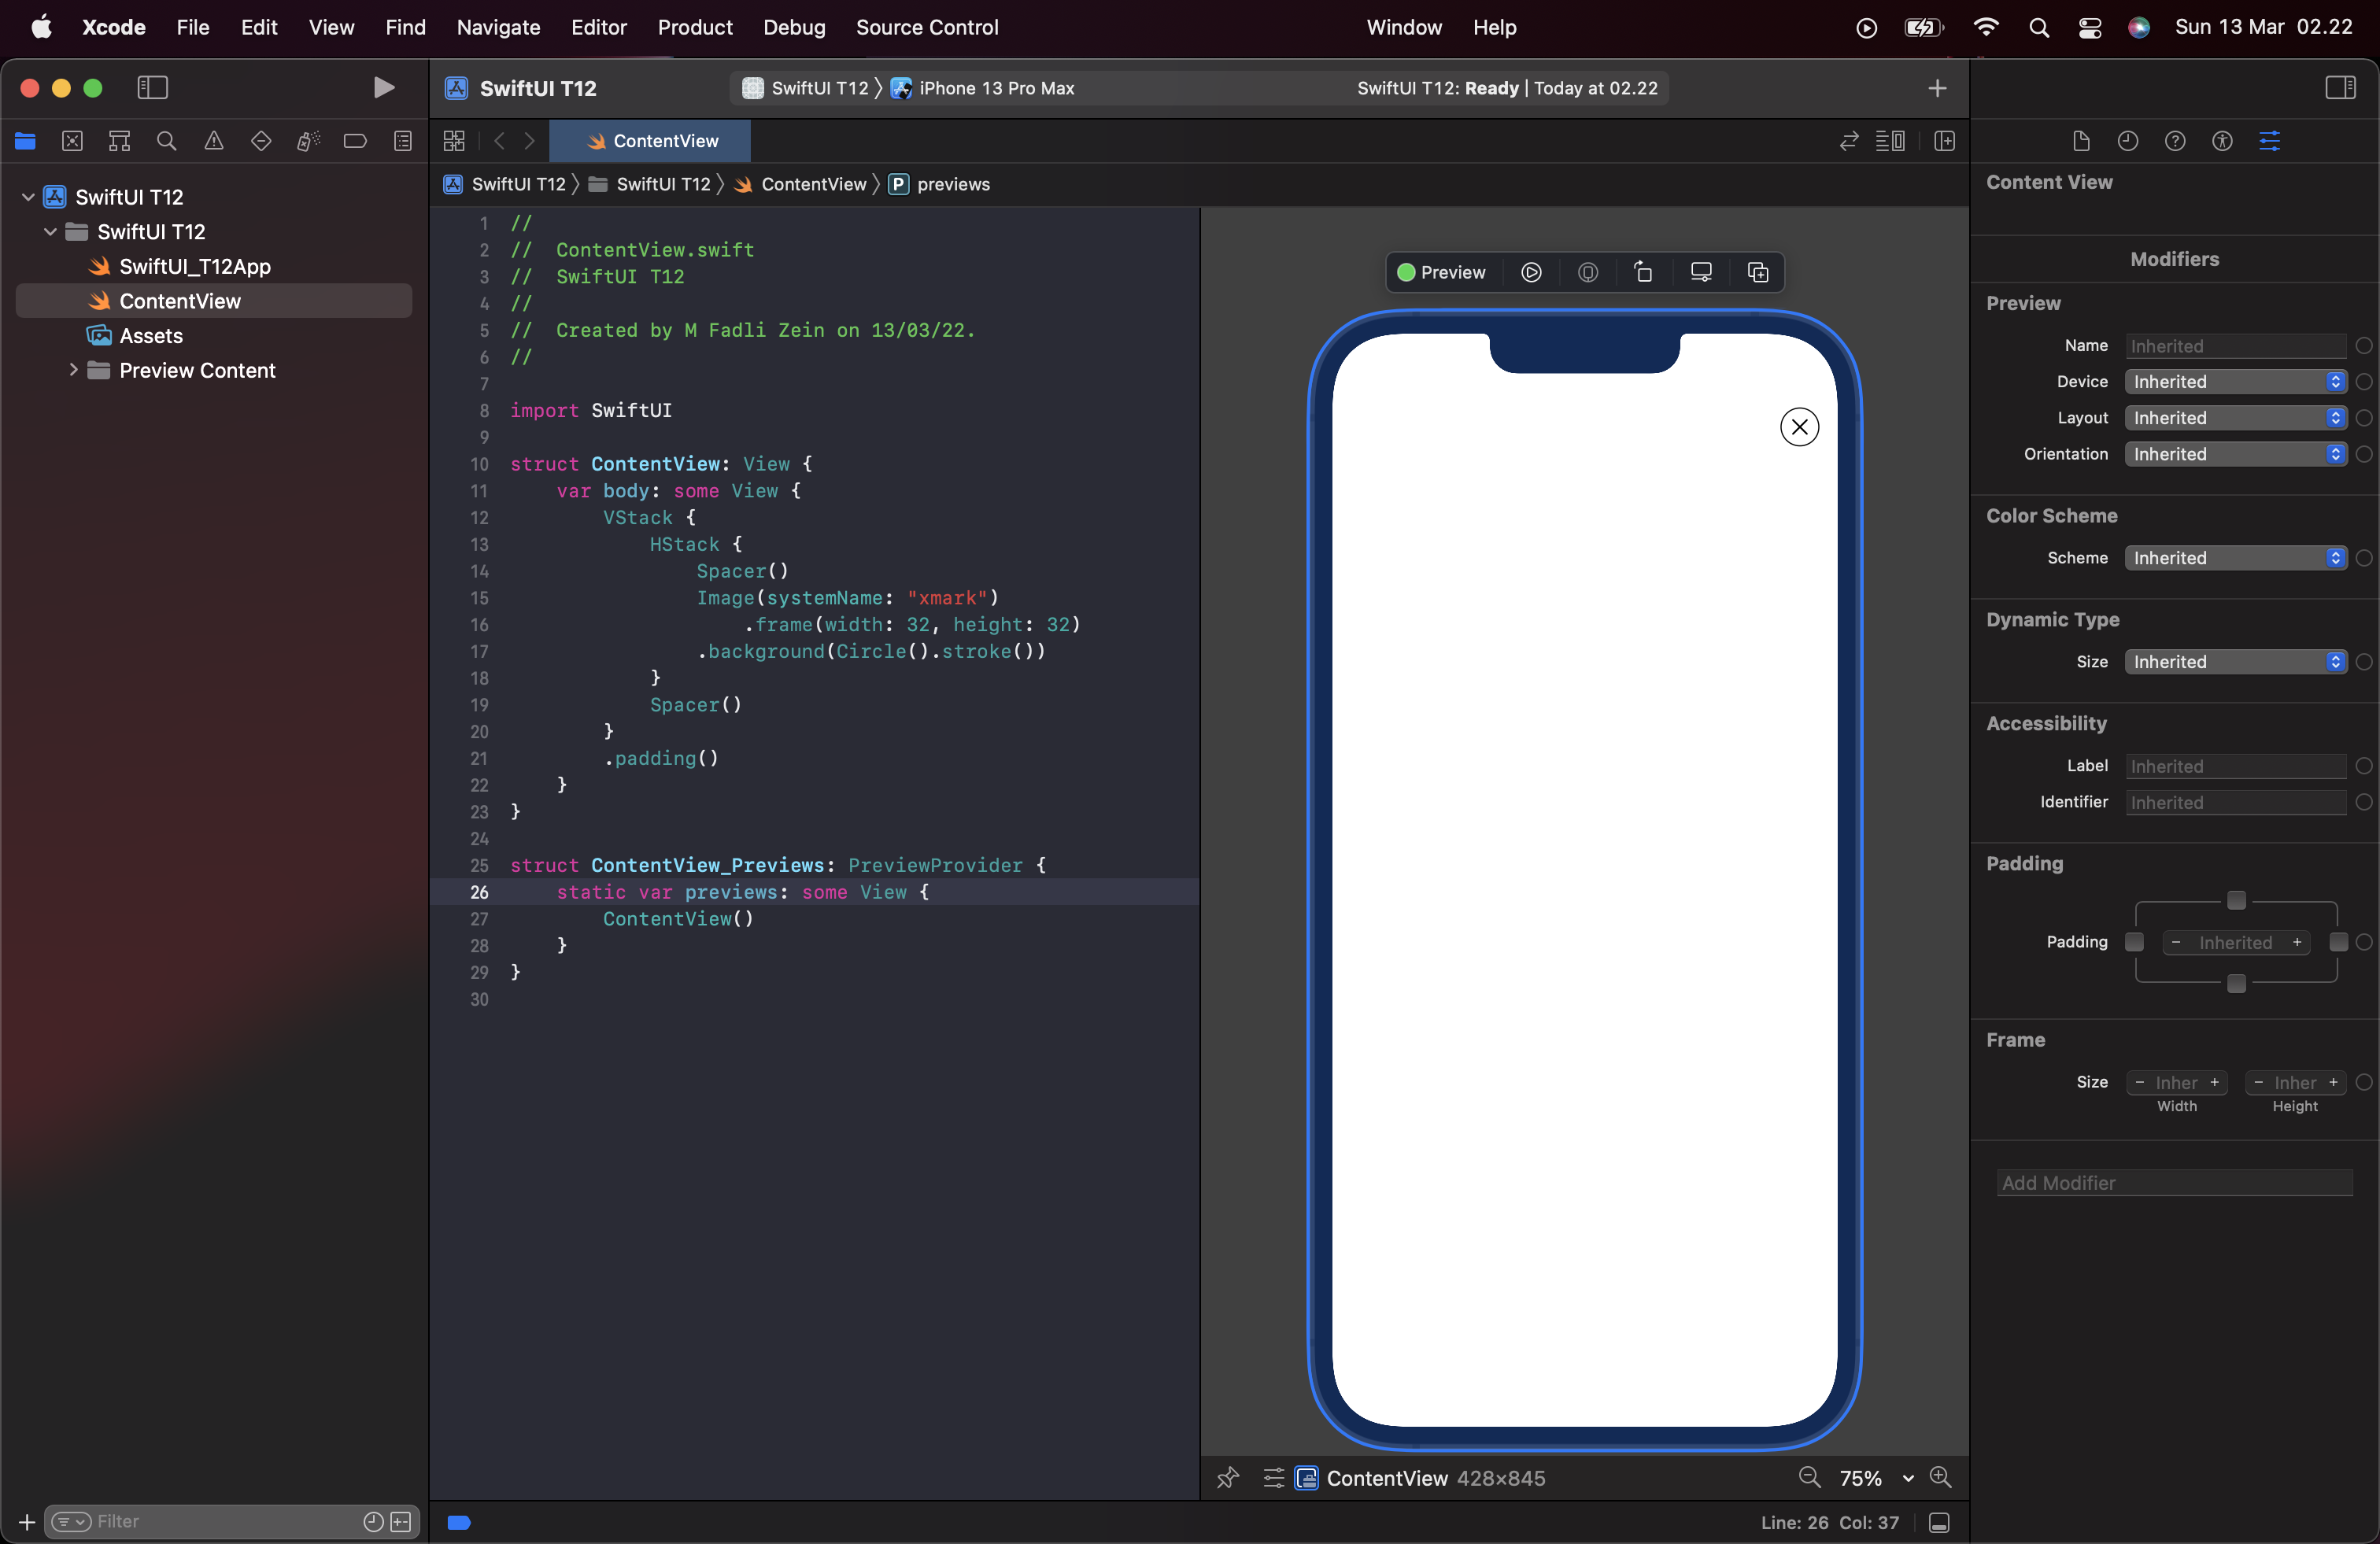 Xcode File Edit View Find Navigate Editor Product Debug Source Control Window Help Sun 13 Mar 02.22
SwiftUI T12 SwiftUI T12 〉 iPhone 13 Pro Max SwiftUI T12: Ready | Today at 02.22
ContentView
SwiftUI T12 〉 SwiftUI T12 〉 ContentView 〉 P previews
SwiftUI T12
SwiftUI T12
SwiftUI_T12App
ContentView
Assets
Preview Content
Filter
1 //
2 //  ContentView.swift
3 //  SwiftUI T12
4 //
5 //  Created by M Fadli Zein on 13/03/22.
6 //
7
8 import SwiftUI
9
10 struct ContentView: View {
11     var body: some View {
12         VStack {
13             HStack {
14                 Spacer()
15                 Image(systemName: "xmark")
16                     .frame(width: 32, height: 32)
17                 .background(Circle().stroke())
18             }
19             Spacer()
20         }
21         .padding()
22     }
23 }
24
25 struct ContentView_Previews: PreviewProvider {
26     static var previews: some View {
27         ContentView()
28     }
29 }
30
Preview
ContentView 428×845
75%
Line: 26 Col: 37
Content View
Modifiers
Preview
Name Inherited
Device Inherited
Layout Inherited
Orientation Inherited
Color Scheme
Scheme Inherited
Dynamic Type
Size Inherited
Accessibility
Label Inherited
Identifier Inherited
Padding
Padding − Inherited +
Frame
Size − Inher + − Inher +
Width Height
Add Modifier